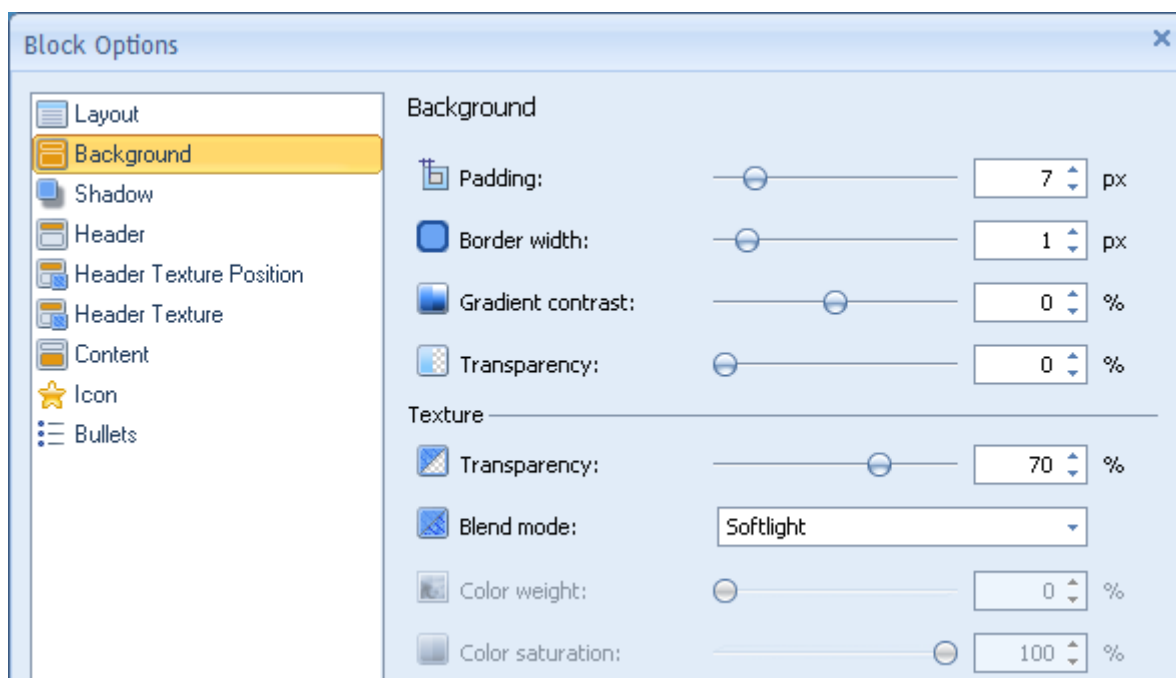 Block Options
Layout
Background
Shadow
Header
Header Texture Position
Header Texture
Content
Icon
Bullets
Background
Padding: 7 px
Border width: 1 px
Gradient contrast: 0 %
Transparency: 0 %
Texture
Transparency: 70 %
Blend mode: Softlight
Color weight: 0 %
Color saturation: 100 %